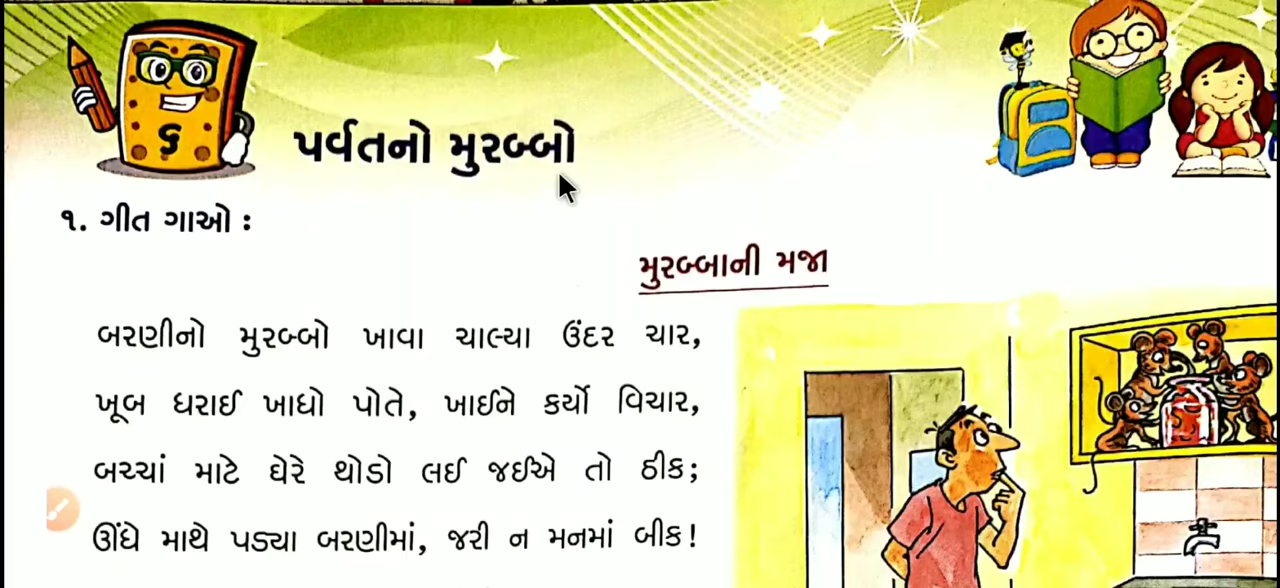 ૬
પર્વતનો મુરબ્બો
૧. ગીત ગાઓ :
મુરબ્બાની મજા
બરણીનો મુરબ્બો ખાવા ચાલ્યા ઉંદર ચાર,
ખૂબ ધરાઈ ખાધો પોતે, ખાઈને કર્યો વિચાર,
બચ્ચાં માટે ઘેરે થોડો લઈ જઈએ તો ઠીક;
ઊંધે માથે પડ્યા બરણીમાં, જરી ન મનમાં બીક!